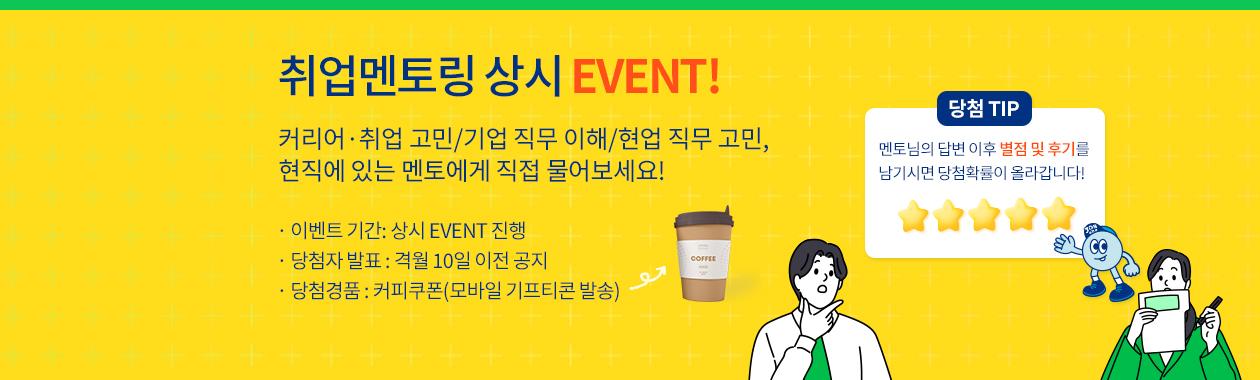 취업멘토링 상시 EVENT!
커리어·취업 고민/기업 직무 이해/현업 직무 고민,
현직에 있는 멘토에게 직접 물어보세요!
· 이벤트 기간: 상시 EVENT 진행
· 당첨자 발표 : 격월 10일 이전 공지
· 당첨경품 : 커피쿠폰(모바일 기프티콘 발송)
COFFEE
당첨 TIP
멘토님의 답변 이후 별점 및 후기를
남기시면 당첨확률이 올라갑니다!